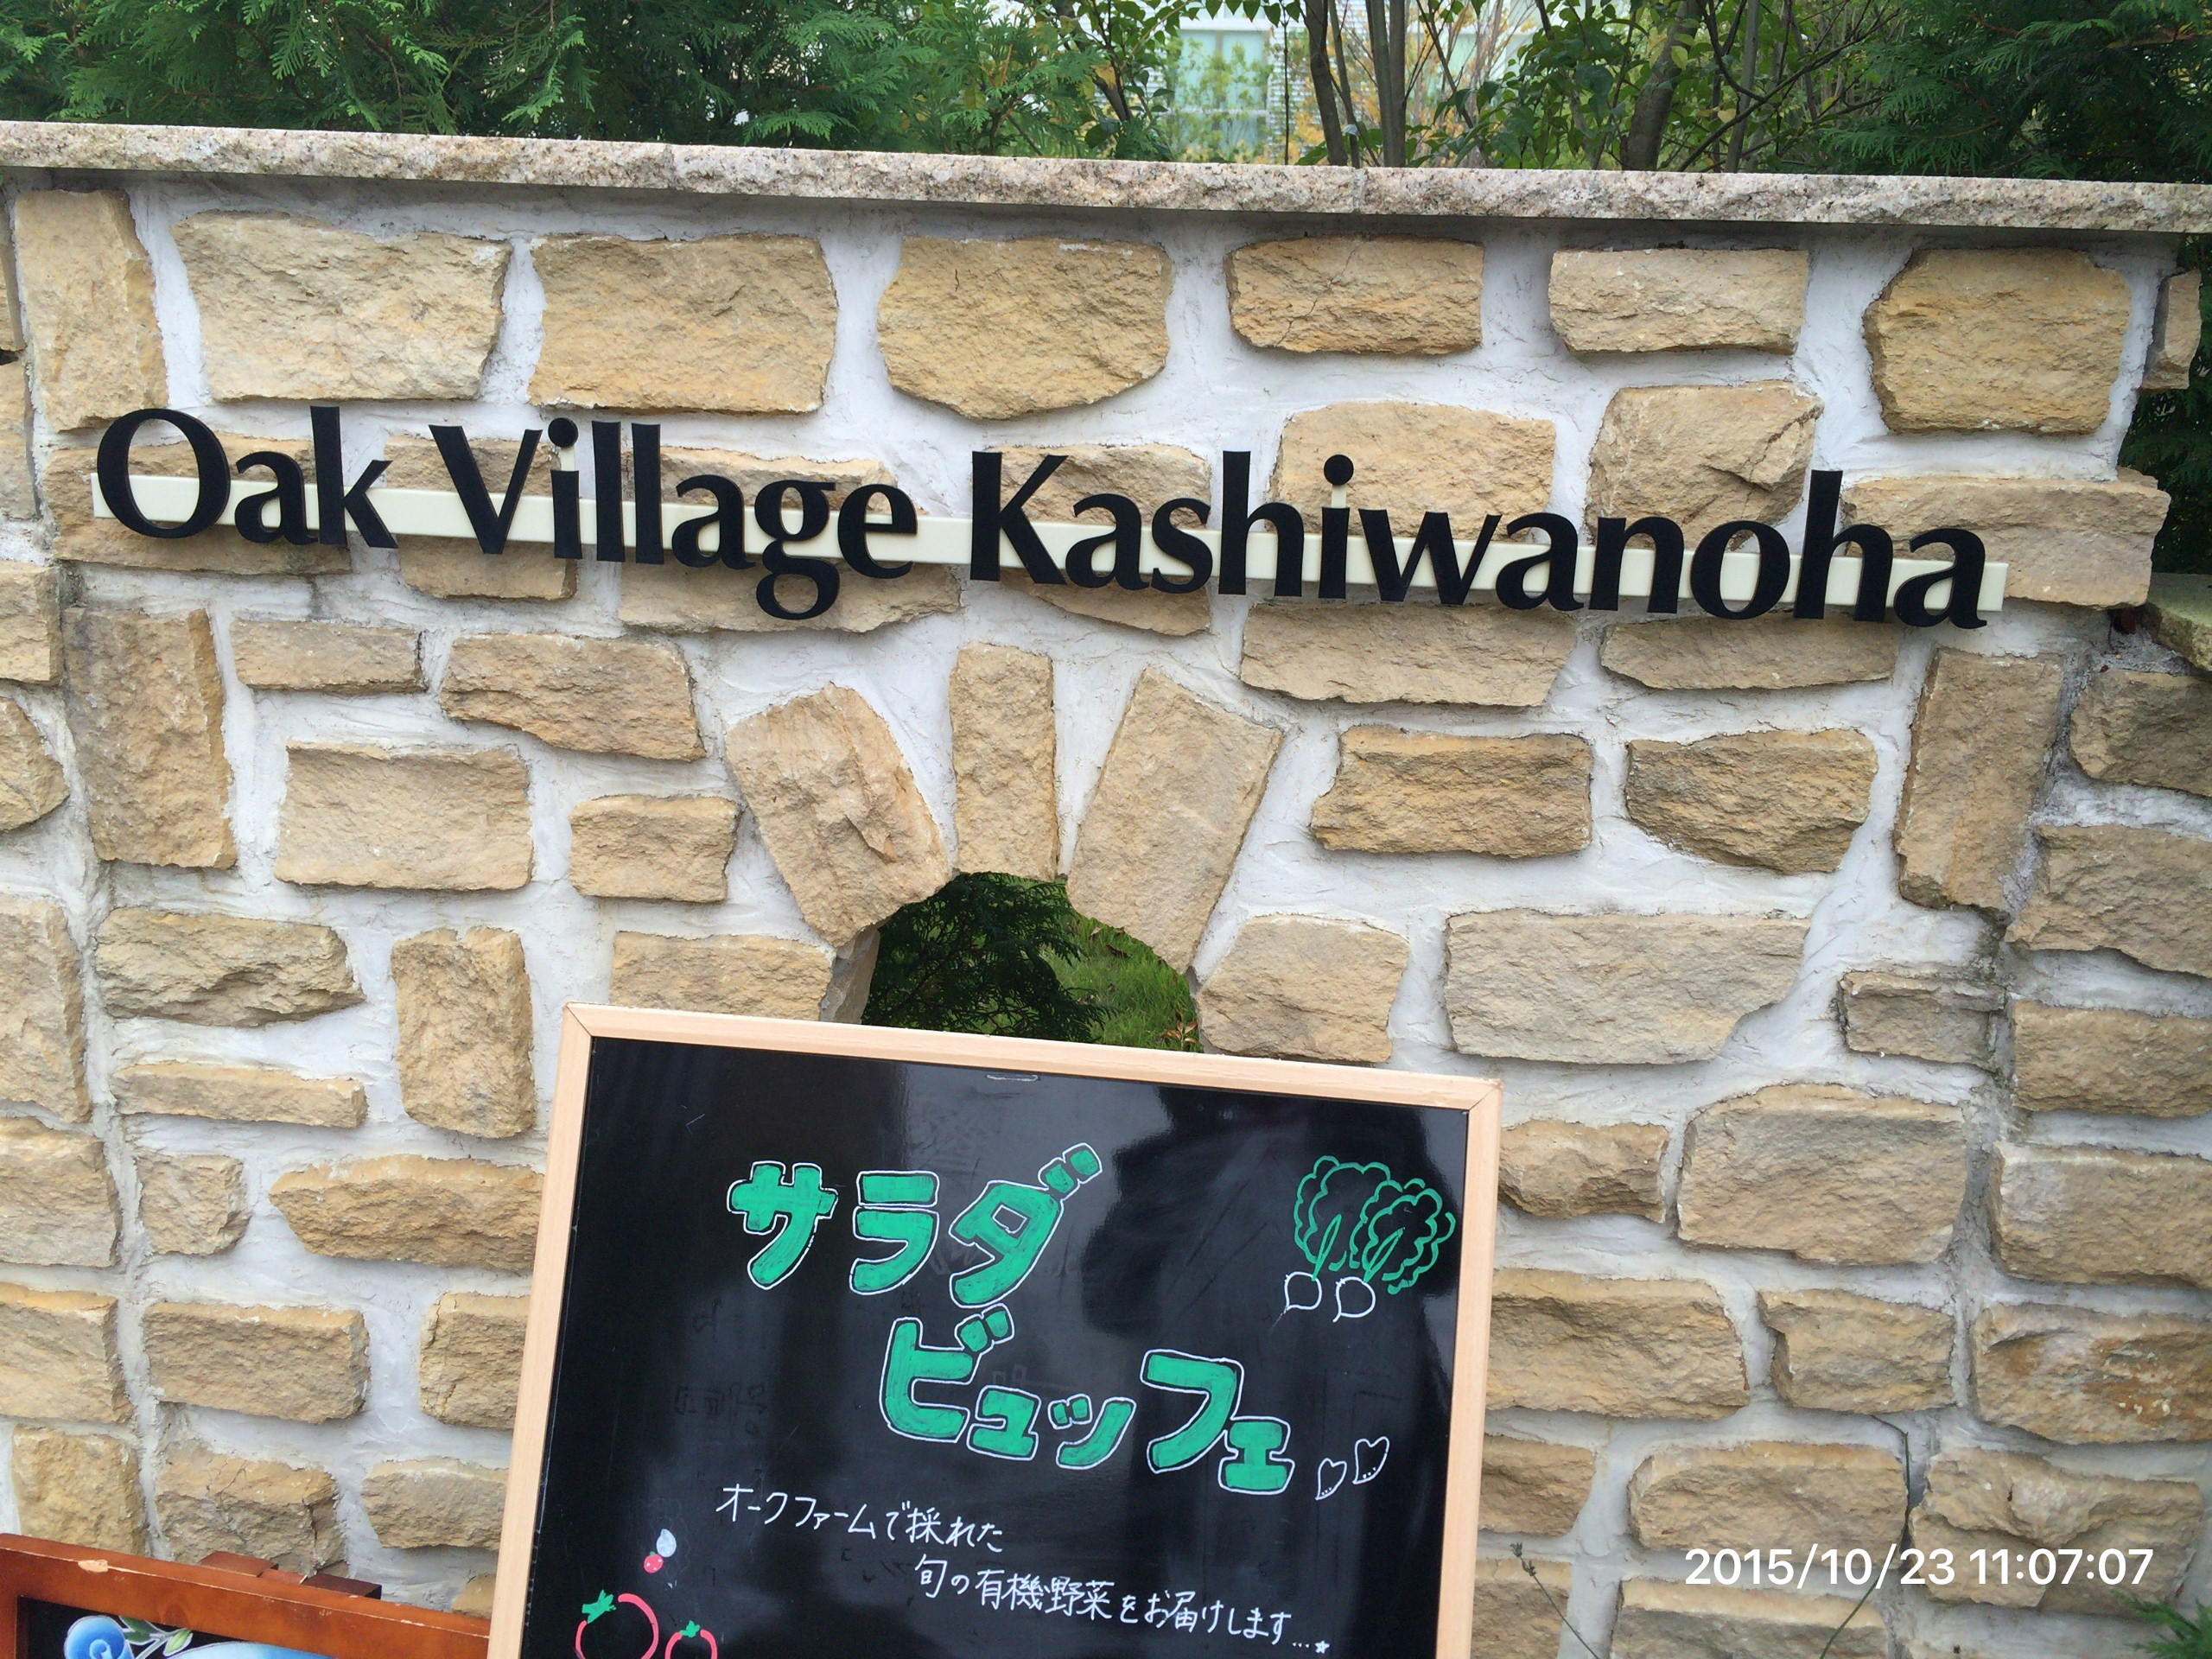 Oak Village Kashiwanoha
サラダ
ビュッフェ
オークファームで採れた
旬の有機野菜をお届けします...★
2015/10/23 11:07:07